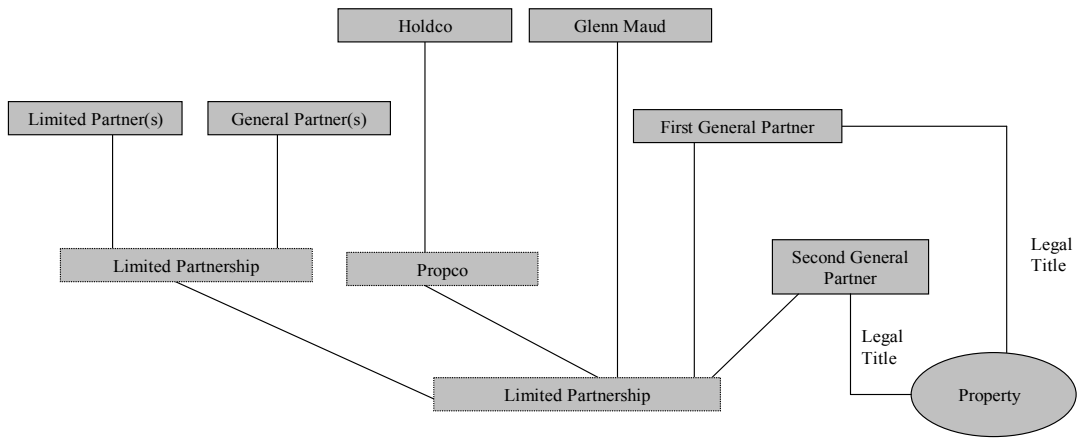 Holdco
Glenn Maud
Limited Partner(s)
General Partner(s)
First General Partner
Limited Partnership
Propco
Second General
Partner
Legal
Title
Legal
Title
Limited Partnership
Property